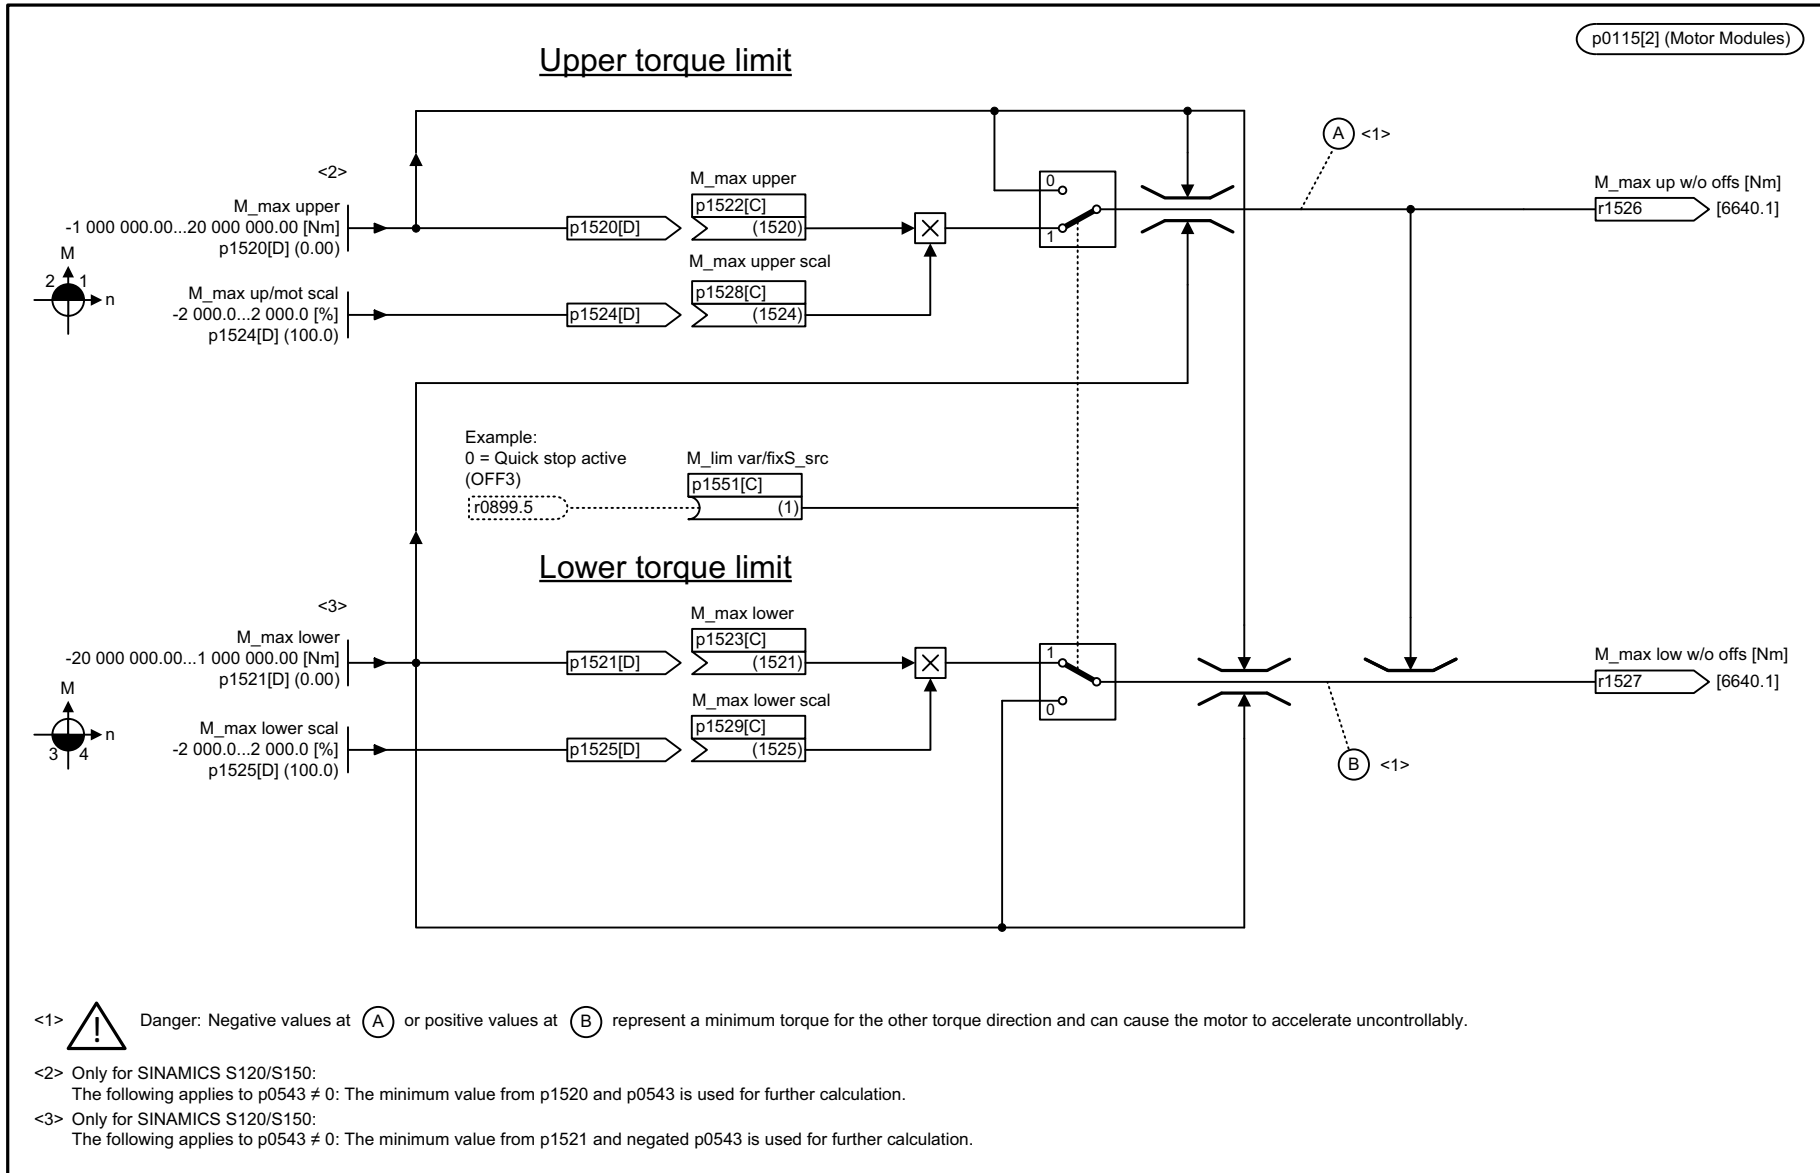 p0115[2] (Motor Modules)
Upper torque limit
A <1>
<2>
M_max upper
-1 000 000.00...20 000 000.00 [Nm]
p1520[D] (0.00)
p1520[D]
M_max upper
p1522[C]
(1520)
0
1
M_max up w/o offs [Nm]
r1526 [6640.1]
M
2 1
n
M_max up/mot scal
-2 000.0...2 000.0 [%]
p1524[D] (100.0)
p1524[D]
M_max upper scal
p1528[C]
(1524)
Example:
0 = Quick stop active
(OFF3)
r0899.5
M_lim var/fixS_src
p1551[C]
(1)
Lower torque limit
<3>
M_max lower
-20 000 000.00...1 000 000.00 [Nm]
p1521[D] (0.00)
p1521[D]
M_max lower
p1523[C]
(1521)
1
0
M_max low w/o offs [Nm]
r1527 [6640.1]
M
n
3 4
M_max lower scal
-2 000.0...2 000.0 [%]
p1525[D] (100.0)
p1525[D]
M_max lower scal
p1529[C]
(1525)
B <1>
<1> ! Danger: Negative values at A or positive values at B represent a minimum torque for the other torque direction and can cause the motor to accelerate uncontrollably.
<2> Only for SINAMICS S120/S150:
The following applies to p0543 ≠ 0: The minimum value from p1520 and p0543 is used for further calculation.
<3> Only for SINAMICS S120/S150:
The following applies to p0543 ≠ 0: The minimum value from p1521 and negated p0543 is used for further calculation.